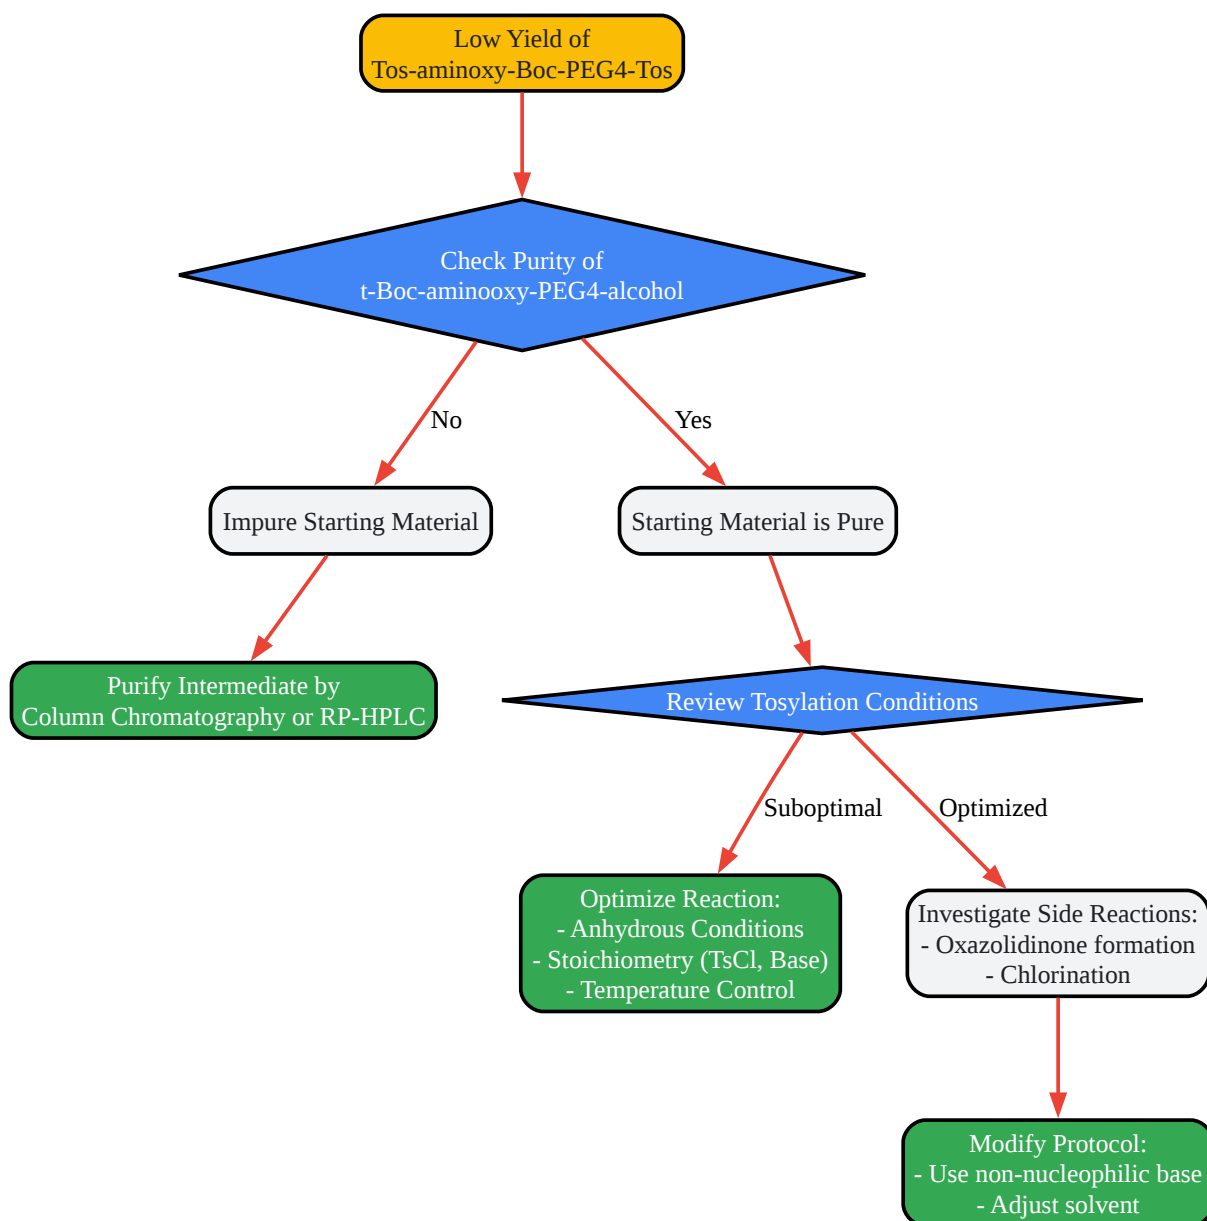 Low Yield of
Tos-aminoxy-Boc-PEG4-Tos
Check Purity of
t-Boc-aminooxy-PEG4-alcohol
No
Yes
Impure Starting Material
Starting Material is Pure
Purify Intermediate by
Column Chromatography or RP-HPLC
Review Tosylation Conditions
Suboptimal
Optimized
Optimize Reaction:
- Anhydrous Conditions
- Stoichiometry (TsCl, Base)
- Temperature Control
Investigate Side Reactions:
- Oxazolidinone formation
- Chlorination
Modify Protocol:
- Use non-nucleophilic base
- Adjust solvent